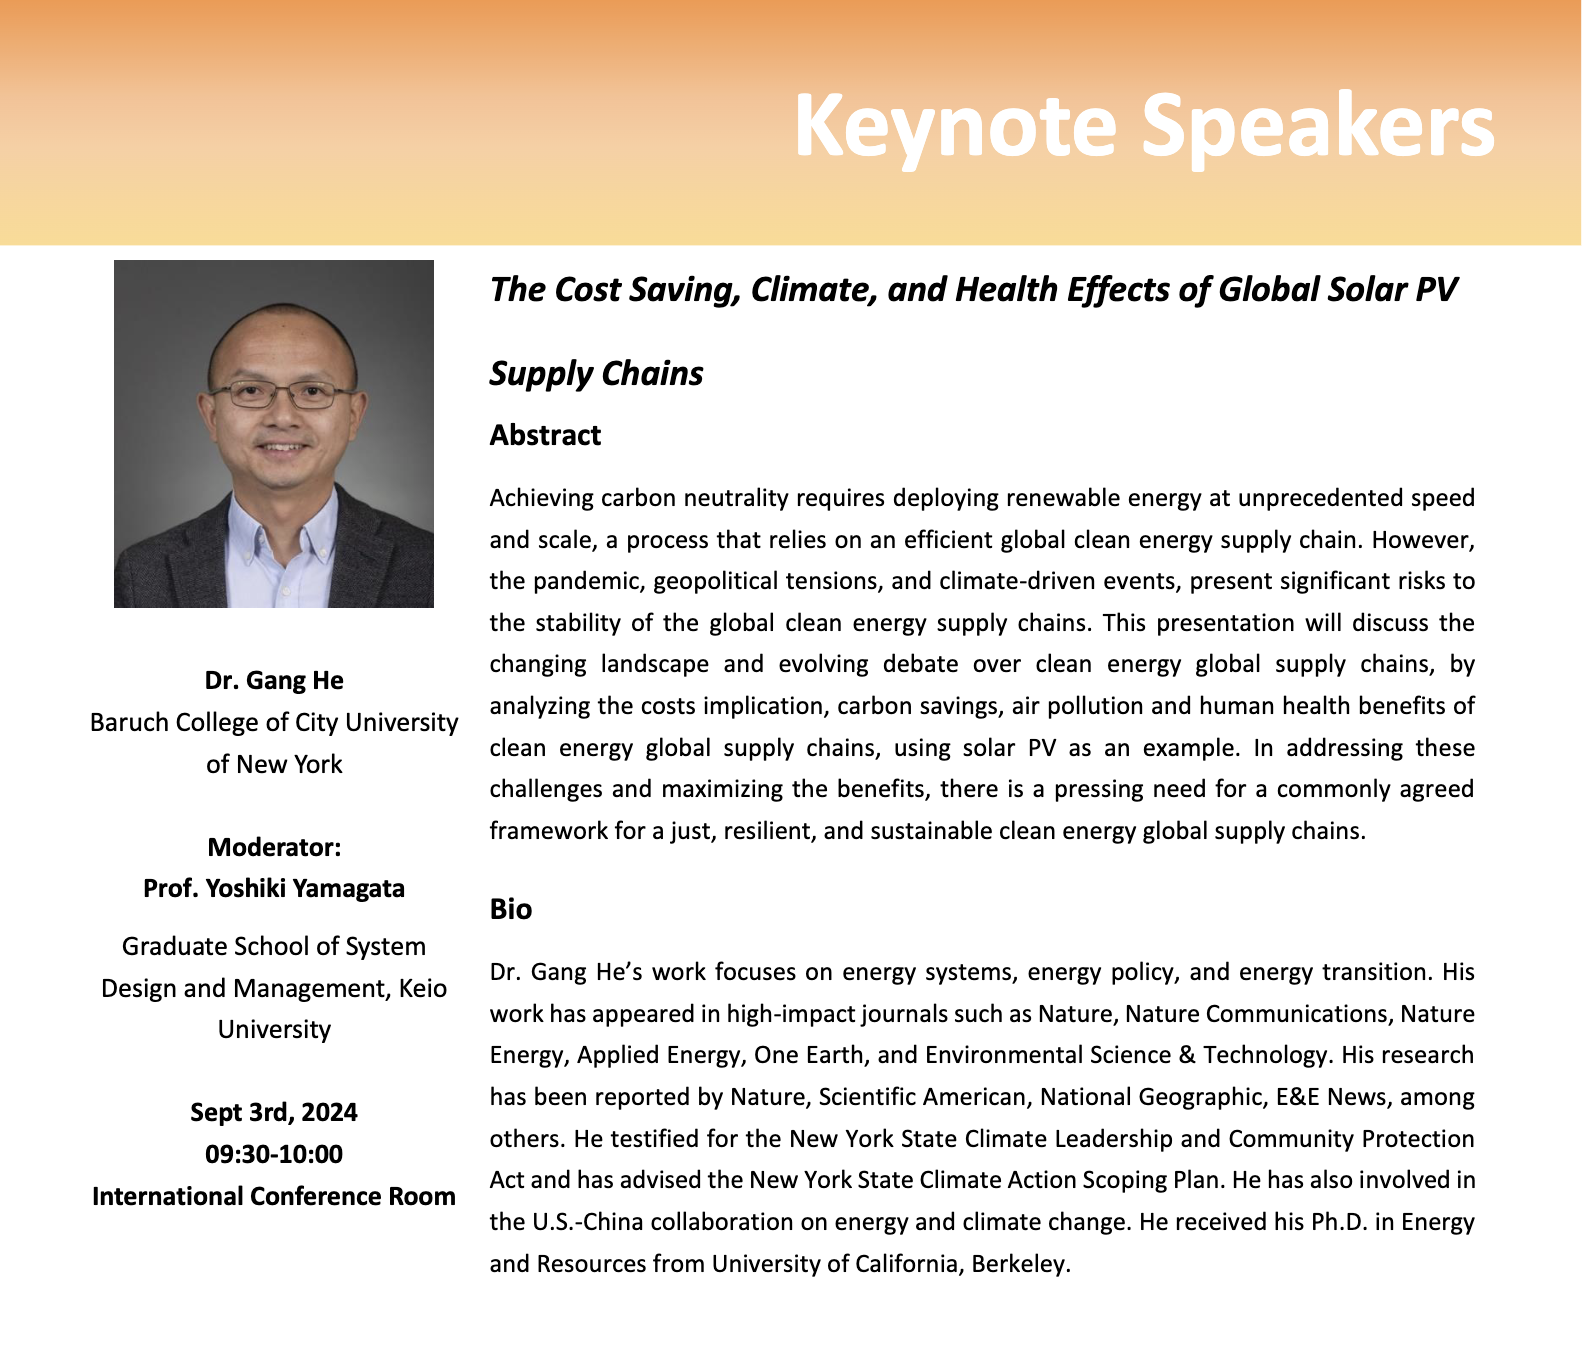 Keynote Speakers
Dr. Gang He
Baruch College of City University
of New York
Moderator:
Prof. Yoshiki Yamagata
Graduate School of System
Design and Management, Keio
University
Sept 3rd, 2024
09:30-10:00
International Conference Room
The Cost Saving, Climate, and Health Effects of Global Solar PV
Supply Chains
Abstract
Achieving carbon neutrality requires deploying renewable energy at unprecedented speed
and scale, a process that relies on an efficient global clean energy supply chain. However,
the pandemic, geopolitical tensions, and climate-driven events, present significant risks to
the stability of the global clean energy supply chains. This presentation will discuss the
changing landscape and evolving debate over clean energy global supply chains, by
analyzing the costs implication, carbon savings, air pollution and human health benefits of
clean energy global supply chains, using solar PV as an example. In addressing these
challenges and maximizing the benefits, there is a pressing need for a commonly agreed
framework for a just, resilient, and sustainable clean energy global supply chains.
Bio
Dr. Gang He’s work focuses on energy systems, energy policy, and energy transition. His
work has appeared in high-impact journals such as Nature, Nature Communications, Nature
Energy, Applied Energy, One Earth, and Environmental Science & Technology. His research
has been reported by Nature, Scientific American, National Geographic, E&E News, among
others. He testified for the New York State Climate Leadership and Community Protection
Act and has advised the New York State Climate Action Scoping Plan. He has also involved in
the U.S.-China collaboration on energy and climate change. He received his Ph.D. in Energy
and Resources from University of California, Berkeley.